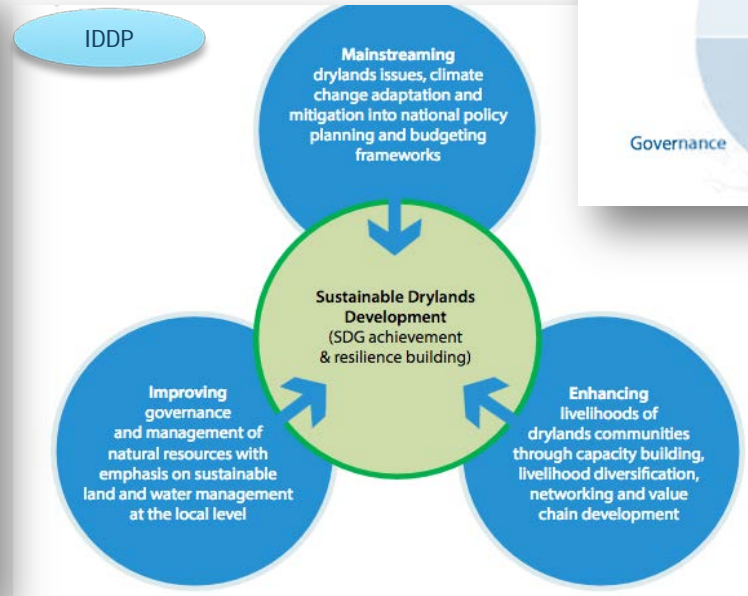 IDDP
Mainstreaming
drylands issues, climate
change adaptation and
mitigation into national policy
planning and budgeting
frameworks
Governance
Sustainable Drylands
Development
(SDG achievement
& resilience building)
Improving
governance
and management of
natural resources with
emphasis on sustainable
land and water management
at the local level
Enhancing
livelihoods of
drylands communities
through capacity building,
livelihood diversification,
networking and value
chain development